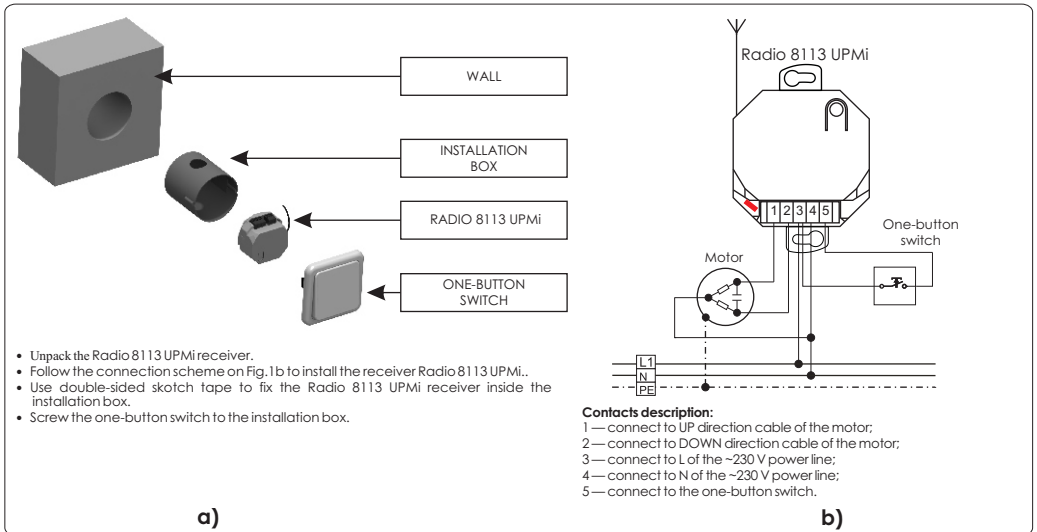 WALL
INSTALLATION
BOX
RADIO 8113 UPMi
ONE-BUTTON
SWITCH
• Unpack the Radio 8113 UPMi receiver.
• Follow the connection scheme on Fig.1b to install the receiver Radio 8113 UPMi..
• Use double-sided skotch tape to fix the Radio 8113 UPMi receiver inside the
installation box.
• Screw the one-button switch to the installation box.
a)
Radio 8113 UPMi
1 2 3 4 5
One-button
switch
Motor
L1
N
PE
Contacts description:
1 — connect to UP direction cable of the motor;
2 — connect to DOWN direction cable of the motor;
3 — connect to L of the ~230 V power line;
4 — connect to N of the ~230 V power line;
5 — connect to the one-button switch.
b)